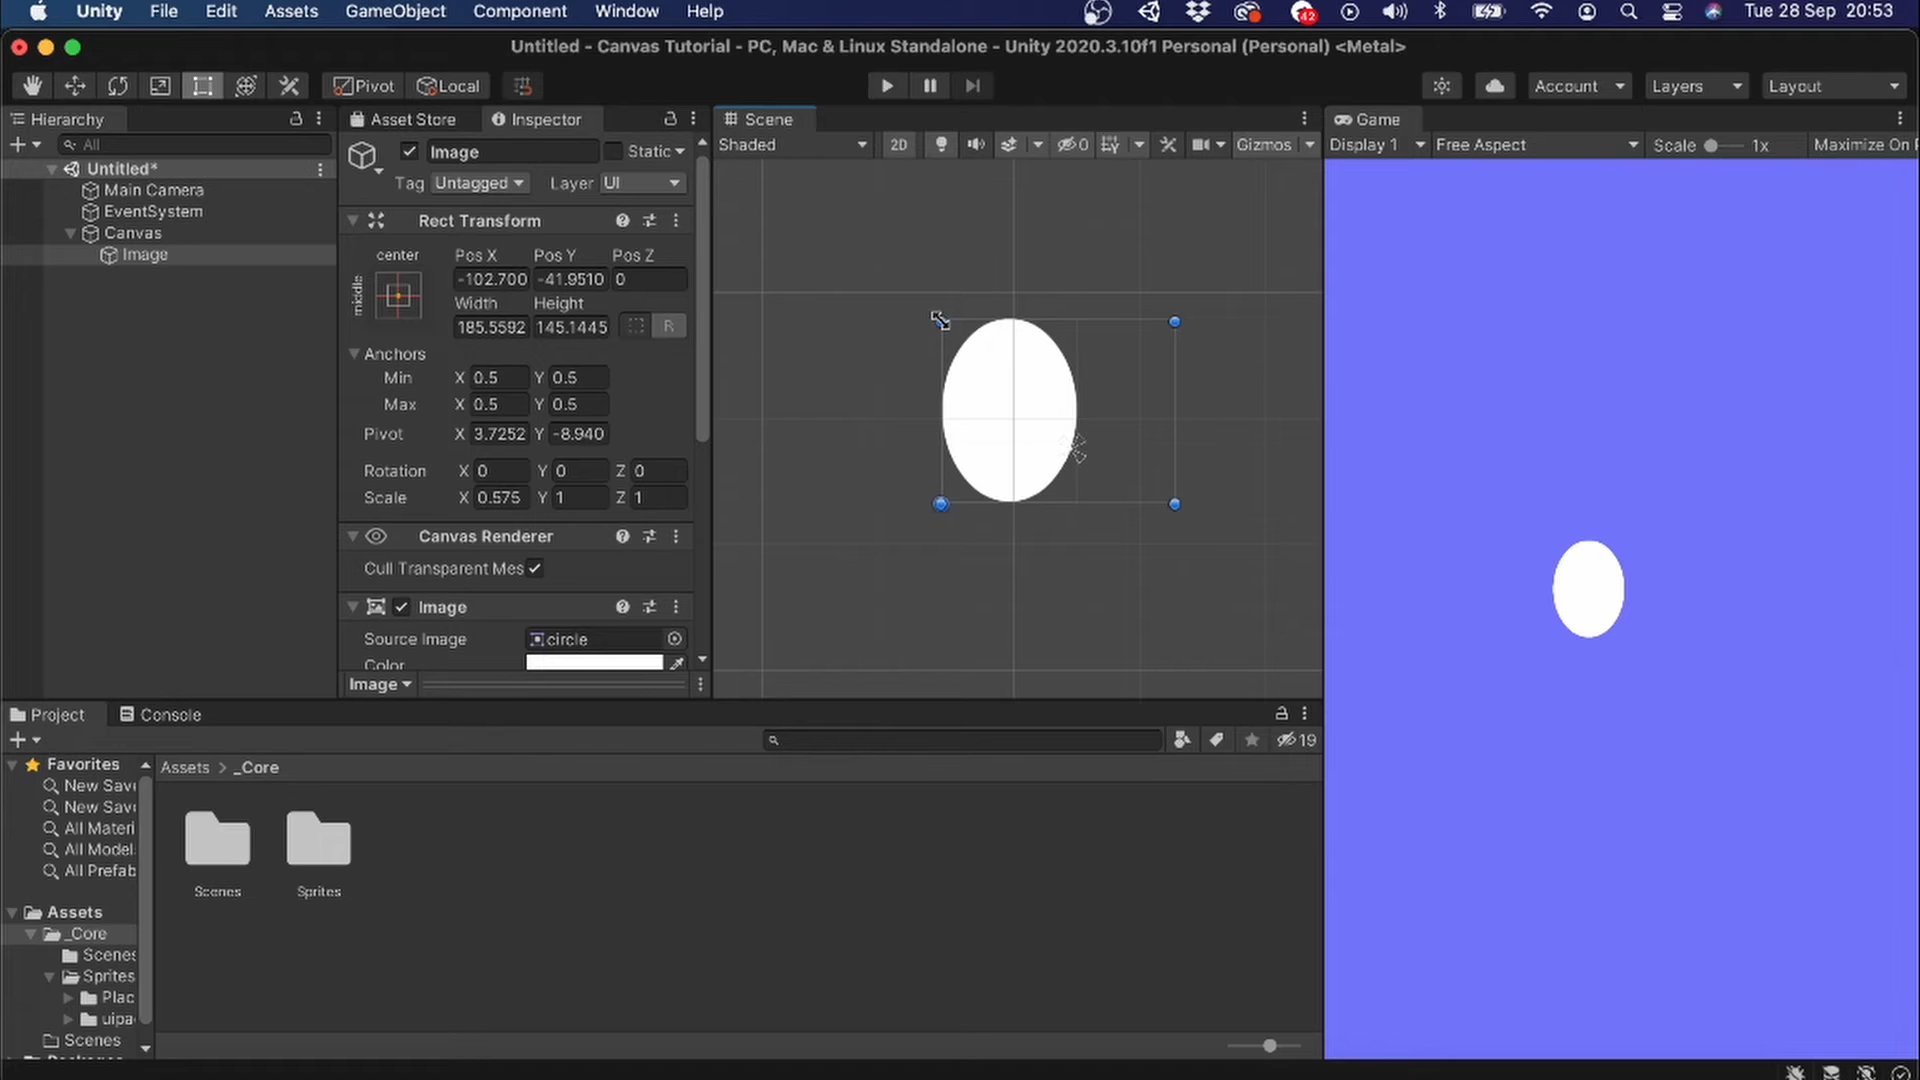 Unity File Edit Assets GameObject Component Window Help 42 Tue 28 Sep 20:53
Untitled - Canvas Tutorial - PC, Mac & Linux Standalone - Unity 2020.3.10f1 Personal (Personal) <Metal>
Pivot Local Account Layers Layout
Hierarchy Asset Store Inspector Scene Game
All
Shaded 2D 0 Gizmos Display 1 Free Aspect Scale 1x Maximize On
Untitled*
Main Camera
EventSystem
Canvas
Image
Image Static
Tag Untagged Layer UI
Rect Transform
center Pos X Pos Y Pos Z
middle -102.700 -41.9510 0
Width Height
185.5592 145.1445 R
Anchors
Min X 0.5 Y 0.5
Max X 0.5 Y 0.5
Pivot X 3.7252 Y -8.940
Rotation X 0 Y 0 Z 0
Scale X 0.575 Y 1 Z 1
Canvas Renderer
Cull Transparent Mes
Image
Source Image circle
Color
Image
Project Console
19
Favorites Assets > _Core
New Save
New Save
All Materi
All Model
All Prefab
Scenes Sprites
Assets
_Core
Scenes
Sprites
Plac
uipa
Scenes